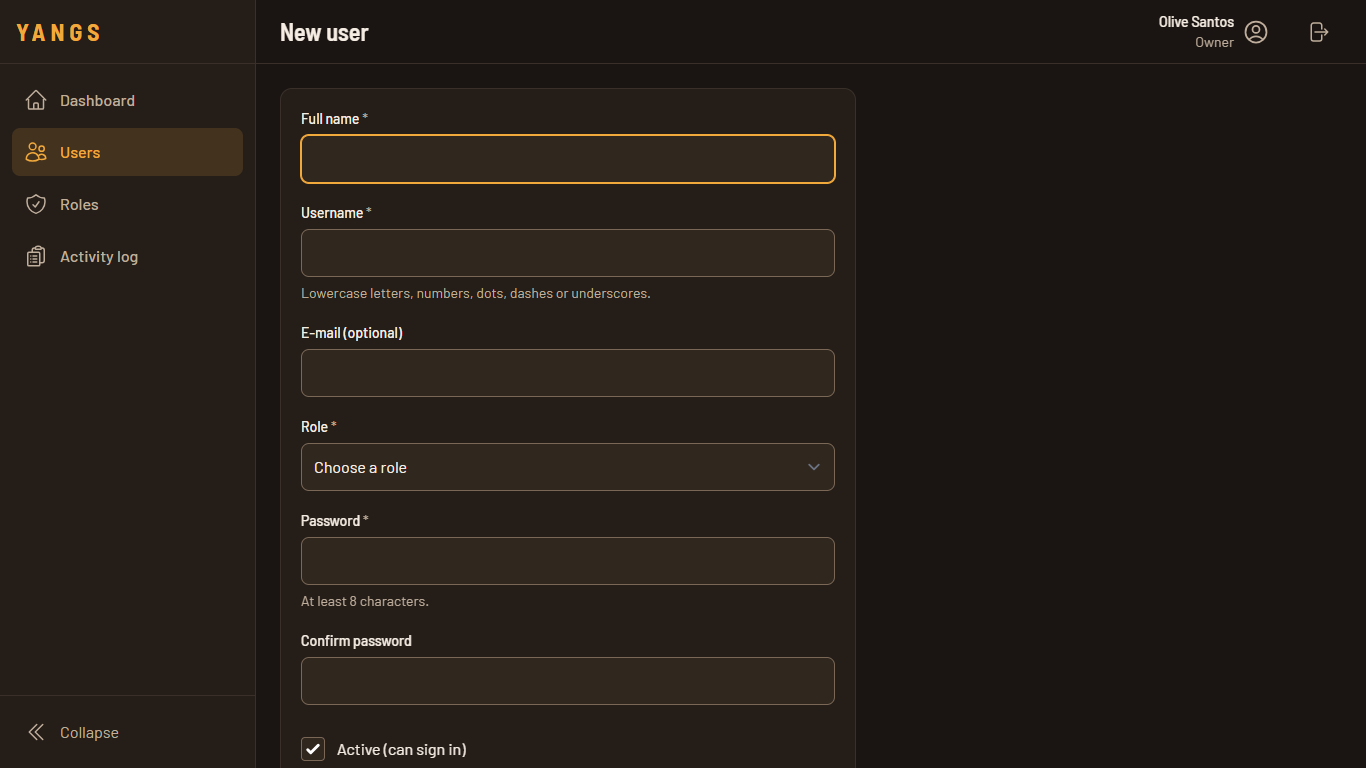 YANGS
New user
Olive Santos
Owner
Dashboard
Users
Roles
Activity log
Collapse
Full name *
Username *
Lowercase letters, numbers, dots, dashes or underscores.
E-mail (optional)
Role *
Choose a role
Password *
At least 8 characters.
Confirm password
Active (can sign in)